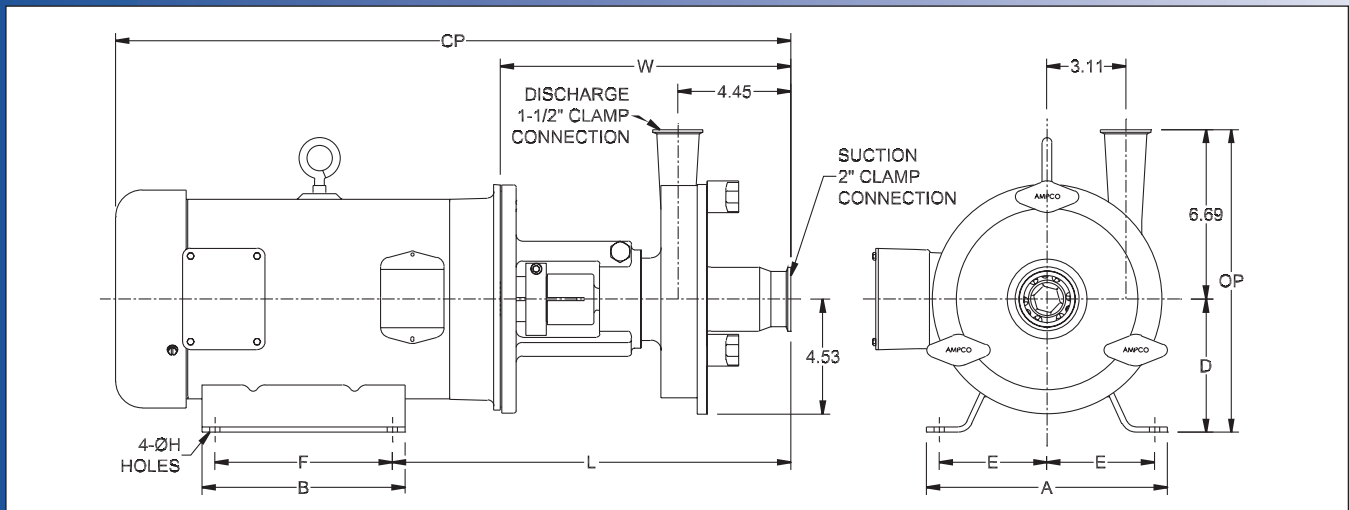 CP
W
3.11
4.45
DISCHARGE
1-1/2" CLAMP
CONNECTION
SUCTION
2" CLAMP
CONNECTION
AMPCO
6.69
OP
4.53
AMPCO
AMPCO
D
4-ØH
HOLES
F
L
E
E
B
A